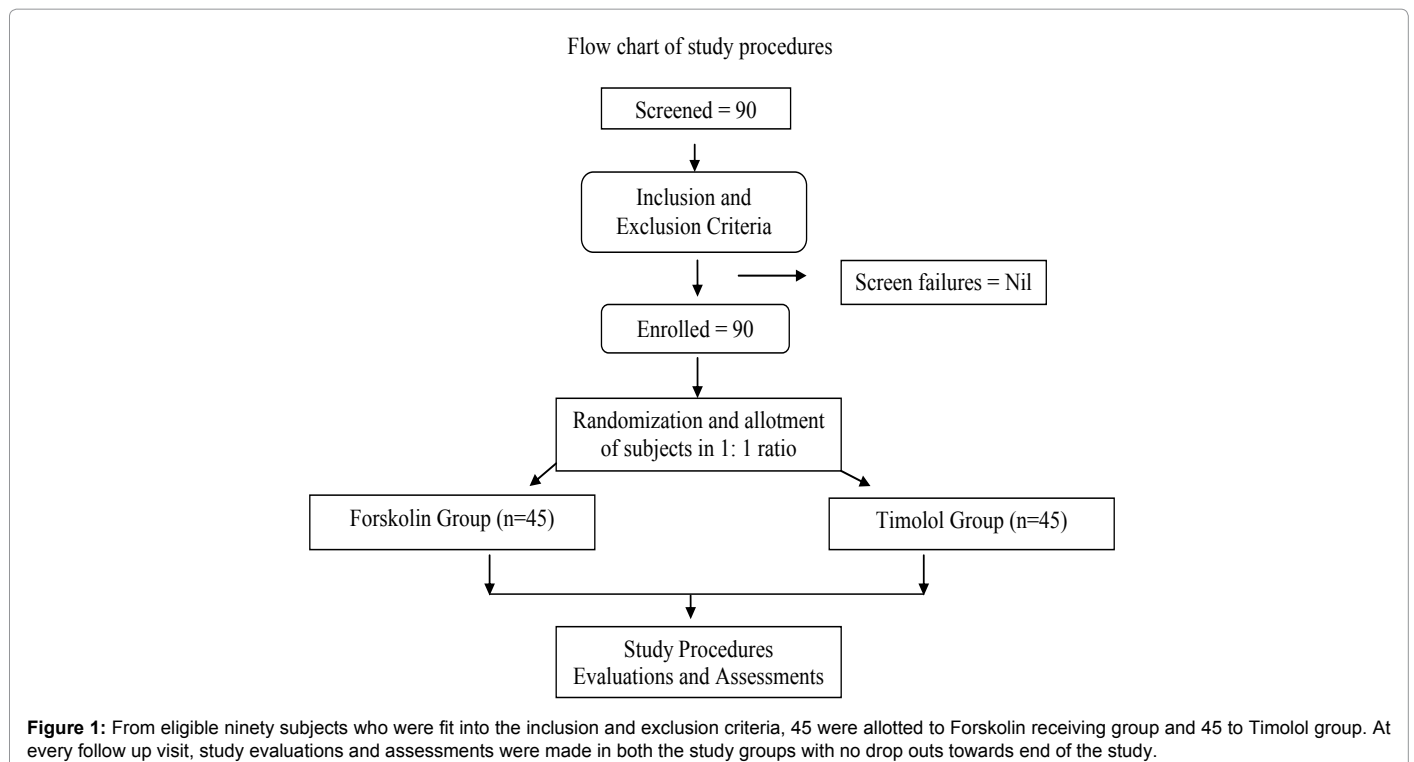 Flow chart of study procedures
Screened = 90
Inclusion and
Exclusion Criteria
Screen failures = Nil
Enrolled = 90
Randomization and allotment
of subjects in 1: 1 ratio
Forskolin Group (n=45)
Timolol Group (n=45)
Study Procedures
Evaluations and Assessments
Figure 1: From eligible ninety subjects who were fit into the inclusion and exclusion criteria, 45 were allotted to Forskolin receiving group and 45 to Timolol group. At
every follow up visit, study evaluations and assessments were made in both the study groups with no drop outs towards end of the study.